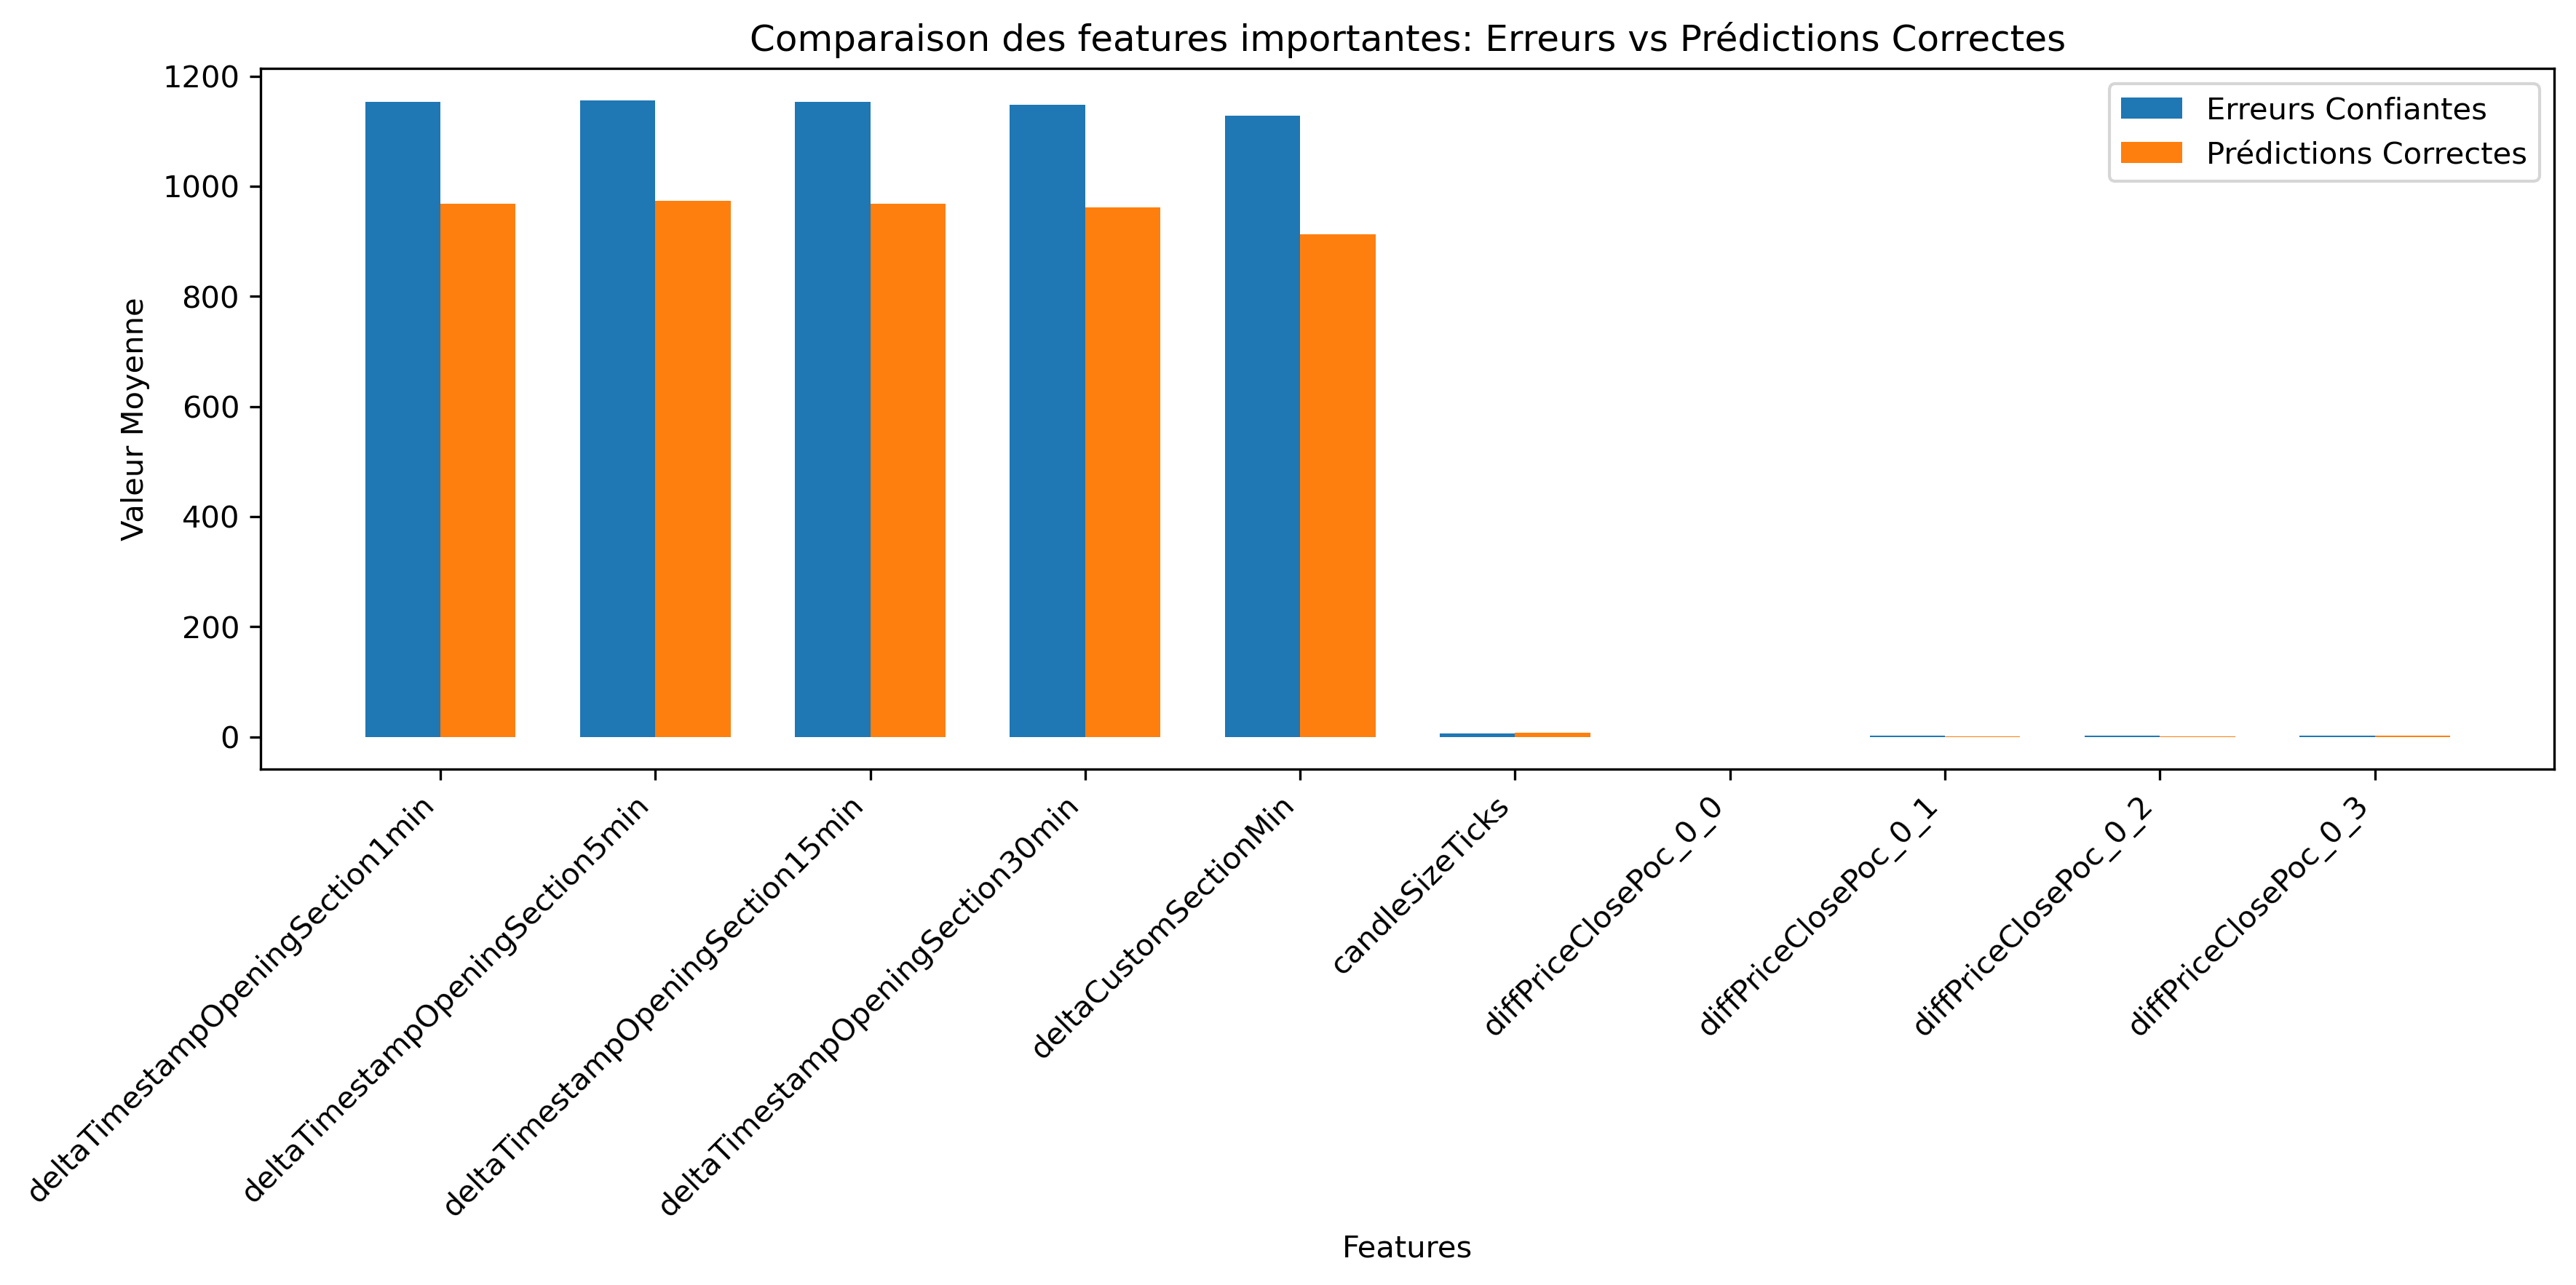 Comparaison des features importantes: Erreurs vs Prédictions Correctes
Erreurs Confiantes
Prédictions Correctes
Valeur Moyenne
1200
1000
800
600
400
200
0
deltaTimestampOpeningSection1min
deltaTimestampOpeningSection5min
deltaTimestampOpeningSection15min
deltaTimestampOpeningSection30min
deltaCustomSectionMin
candleSizeTicks
diffPriceClosePoc_0_0
diffPriceClosePoc_0_1
diffPriceClosePoc_0_2
diffPriceClosePoc_0_3
Features